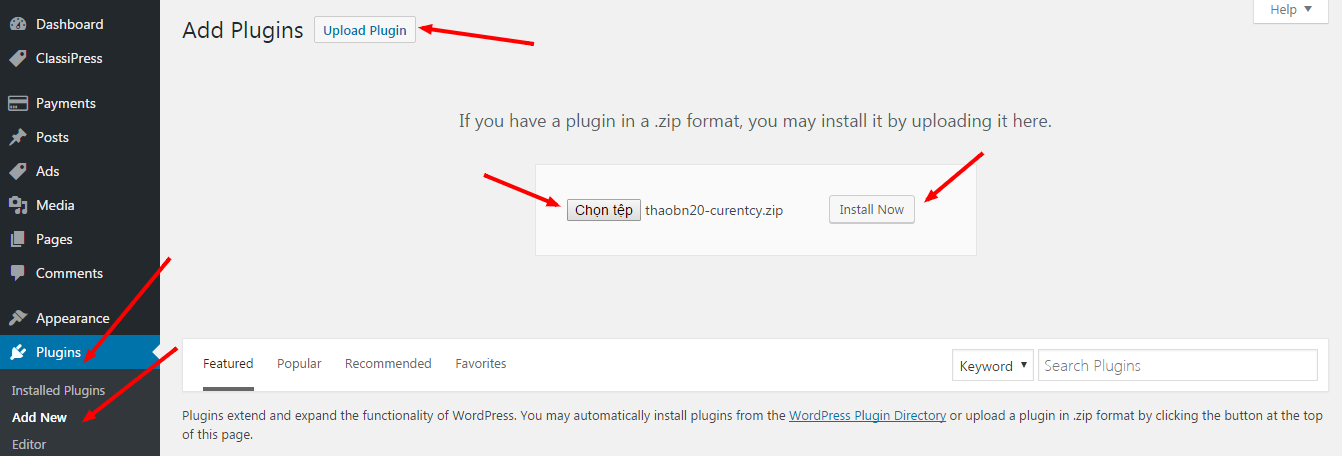 Dashboard
ClassiPress
Payments
Posts
Ads
Media
Pages
Comments
Appearance
Plugins
Installed Plugins
Add New
Editor
Add Plugins
Upload Plugin
Help
If you have a plugin in a .zip format, you may install it by uploading it here.
Chọn tệp thaobn20-curentcy.zip Install Now
Featured Popular Recommended Favorites Keyword Search Plugins
Plugins extend and expand the functionality of WordPress. You may automatically install plugins from the WordPress Plugin Directory or upload a plugin in .zip format by clicking the button at the top
of this page.